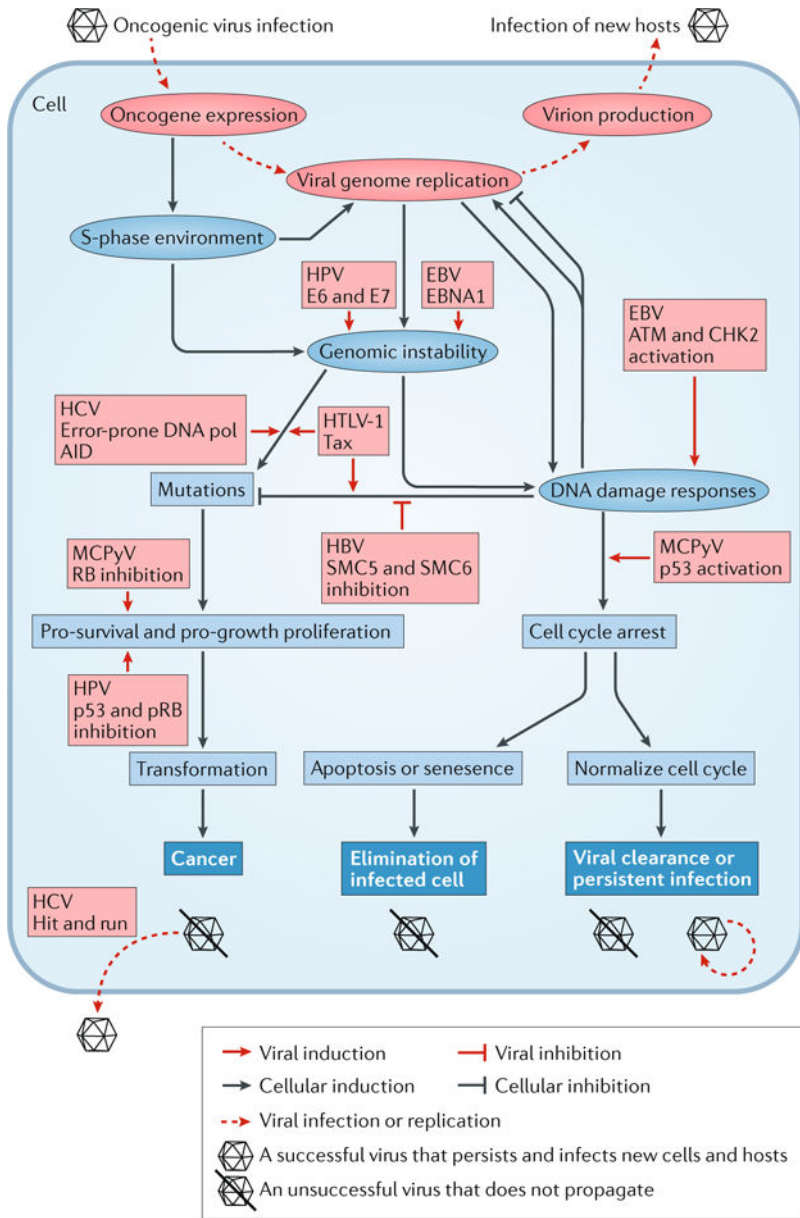 Oncogenic virus infection
Infection of new hosts
Cell
Oncogene expression
Virion production
Viral genome replication
S-phase environment
HPV
E6 and E7
EBV
EBNA1
EBV
ATM and CHK2
activation
Genomic instability
HCV
Error-prone DNA pol
AID
HTLV-1
Tax
Mutations
DNA damage responses
MCPyV
RB inhibition
HBV
SMC5 and SMC6
inhibition
MCPyV
p53 activation
Pro-survival and pro-growth proliferation
Cell cycle arrest
HPV
p53 and pRB
inhibition
Transformation
Apoptosis or senesence
Normalize cell cycle
Cancer
Elimination of
infected cell
Viral clearance or
persistent infection
HCV
Hit and run
Viral induction
Viral inhibition
Cellular induction
Cellular inhibition
Viral infection or replication
A successful virus that persists and infects new cells and hosts
An unsuccessful virus that does not propagate